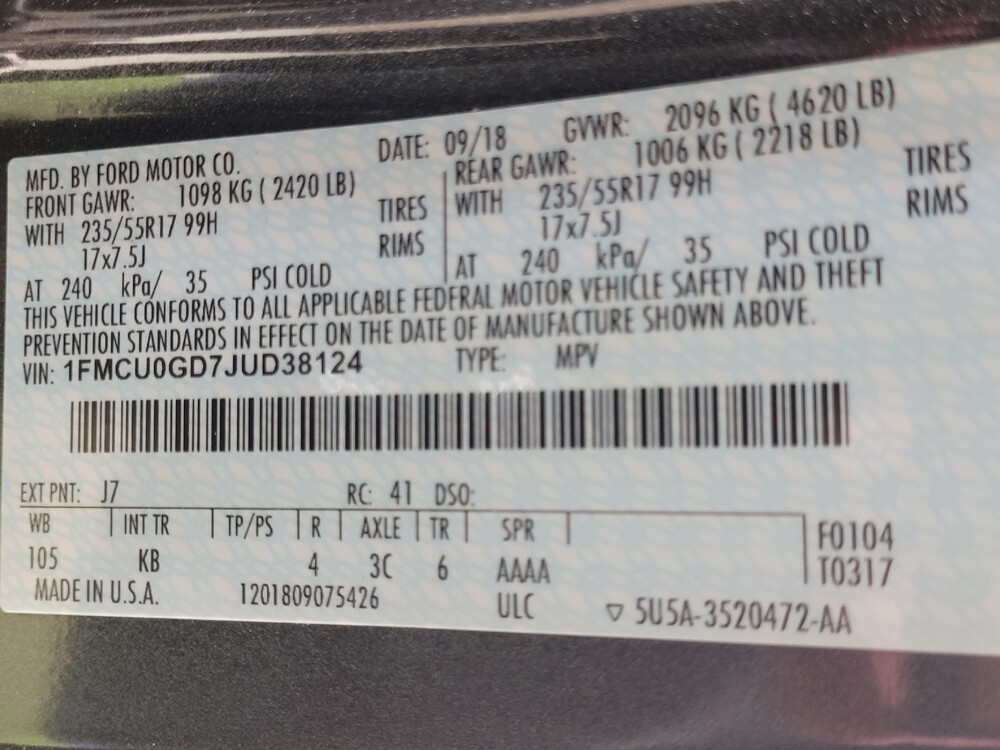 MFD. BY FORD MOTOR CO. DATE: 09/18 GVWR: 2096 KG ( 4620 LB)
FRONT GAWR: 1098 KG ( 2420 LB) REAR GAWR: 1006 KG ( 2218 LB)
WITH 235/55R17 99H TIRES WITH 235/55R17 99H TIRES
17x7.5J RIMS 17x7.5J RIMS
AT 240 kPa/ 35 PSI COLD AT 240 kPa/ 35 PSI COLD
THIS VEHICLE CONFORMS TO ALL APPLICABLE FEDERAL MOTOR VEHICLE SAFETY AND THEFT
PREVENTION STANDARDS IN EFFECT ON THE DATE OF MANUFACTURE SHOWN ABOVE.
VIN: 1FMCU0GD7JUD38124 TYPE: MPV
EXT PNT: J7 RC: 41 DSO:
WB INT TR TP/PS R AXLE TR SPR F0104
105 KB 4 3C 6 AAAA T0317
MADE IN U.S.A. 1201809075426 ULC ▽ 5U5A-3520472-AA